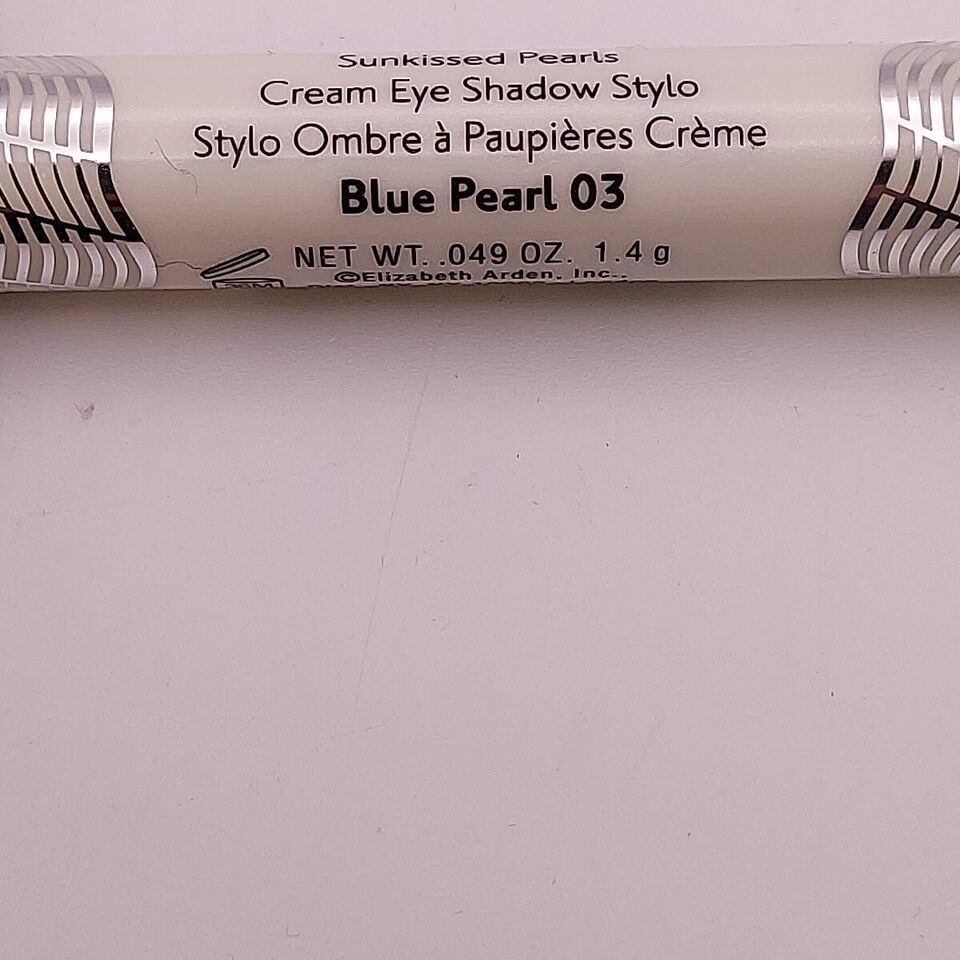 Sunkissed Pearls
Cream Eye Shadow Stylo
Stylo Ombre à Paupières Crème
Blue Pearl 03
NET WT. .049 OZ. 1.4 g
©Elizabeth Arden, Inc.,